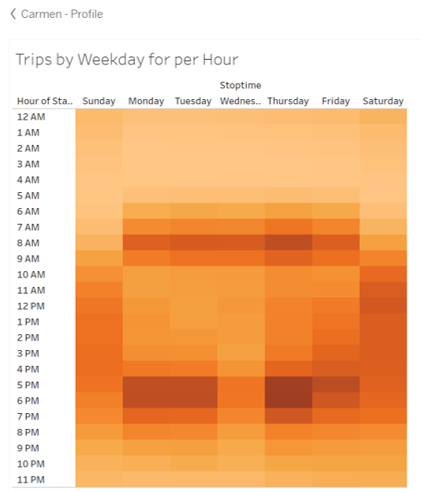 Carmen - Profile
Trips by Weekday for per Hour
Stoptime
Hour of Sta.. Sunday Monday Tuesday Wednes.. Thursday Friday Saturday
12 AM
1 AM
2 AM
3 AM
4 AM
5 AM
6 AM
7 AM
8 AM
9 AM
10 AM
11 AM
12 PM
1 PM
2 PM
3 PM
4 PM
5 PM
6 PM
7 PM
8 PM
9 PM
10 PM
11 PM